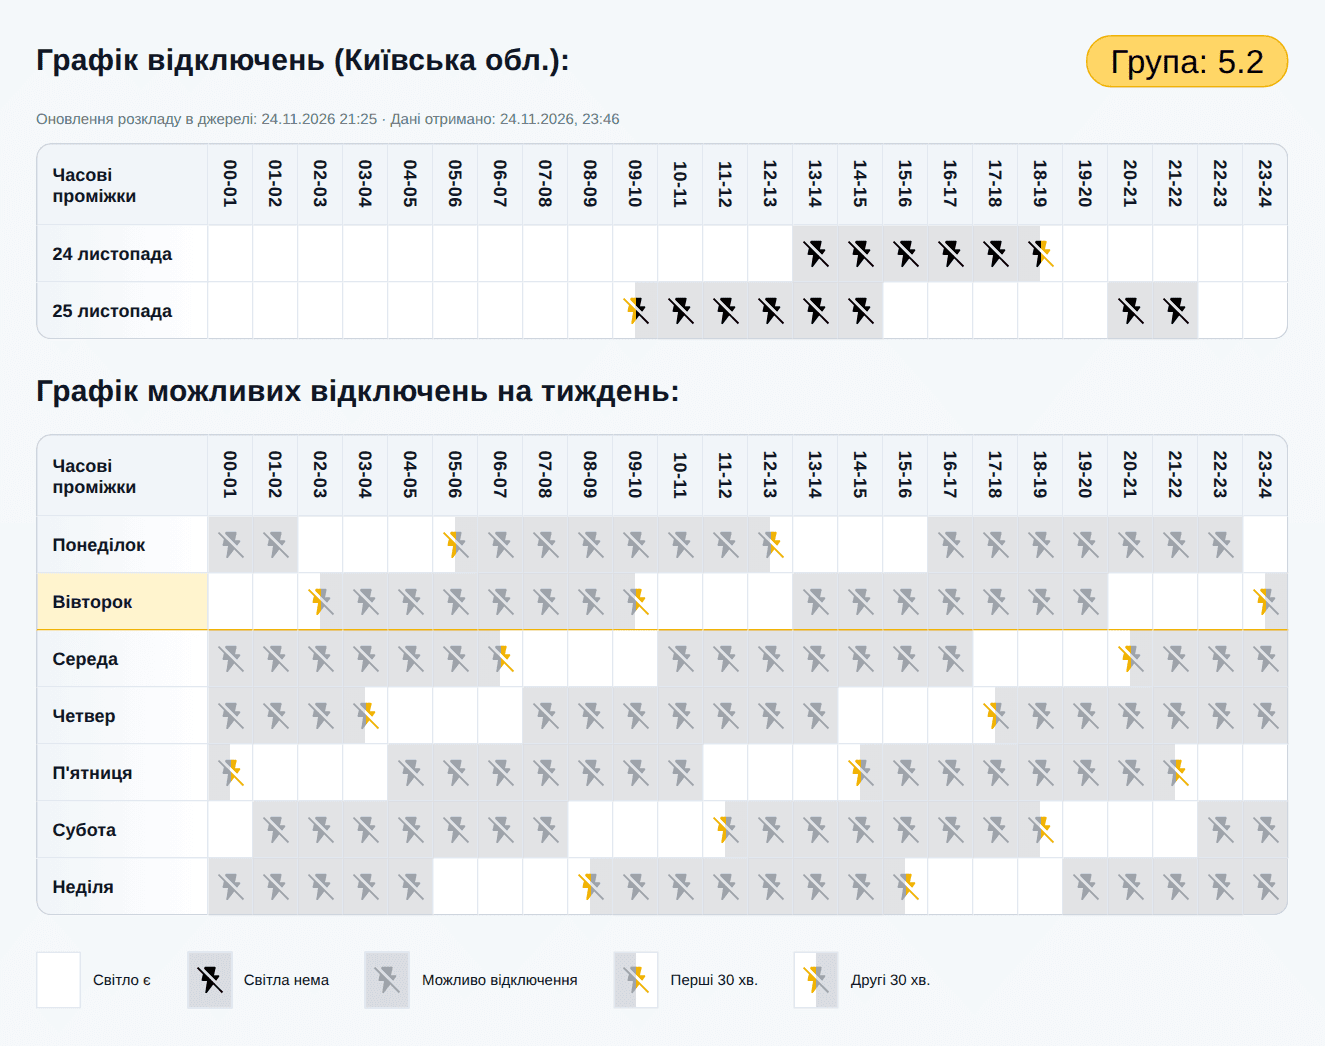 Графік відключень (Київська обл.):
Група: 5.2
Оновлення розкладу в джерелі: 24.11.2026 21:25 · Дані отримано: 24.11.2026, 23:46
Часові проміжки 00-01 01-02 02-03 03-04 04-05 05-06 06-07 07-08 08-09 09-10 10-11 11-12 12-13 13-14 14-15 15-16 16-17 17-18 18-19 19-20 20-21 21-22 22-23 23-24
24 листопада
25 листопада
Графік можливих відключень на тиждень:
Часові проміжки 00-01 01-02 02-03 03-04 04-05 05-06 06-07 07-08 08-09 09-10 10-11 11-12 12-13 13-14 14-15 15-16 16-17 17-18 18-19 19-20 20-21 21-22 22-23 23-24
Понеділок
Вівторок
Середа
Четвер
П'ятниця
Субота
Неділя
Світло є Світла нема Можливо відключення Перші 30 хв. Другі 30 хв.